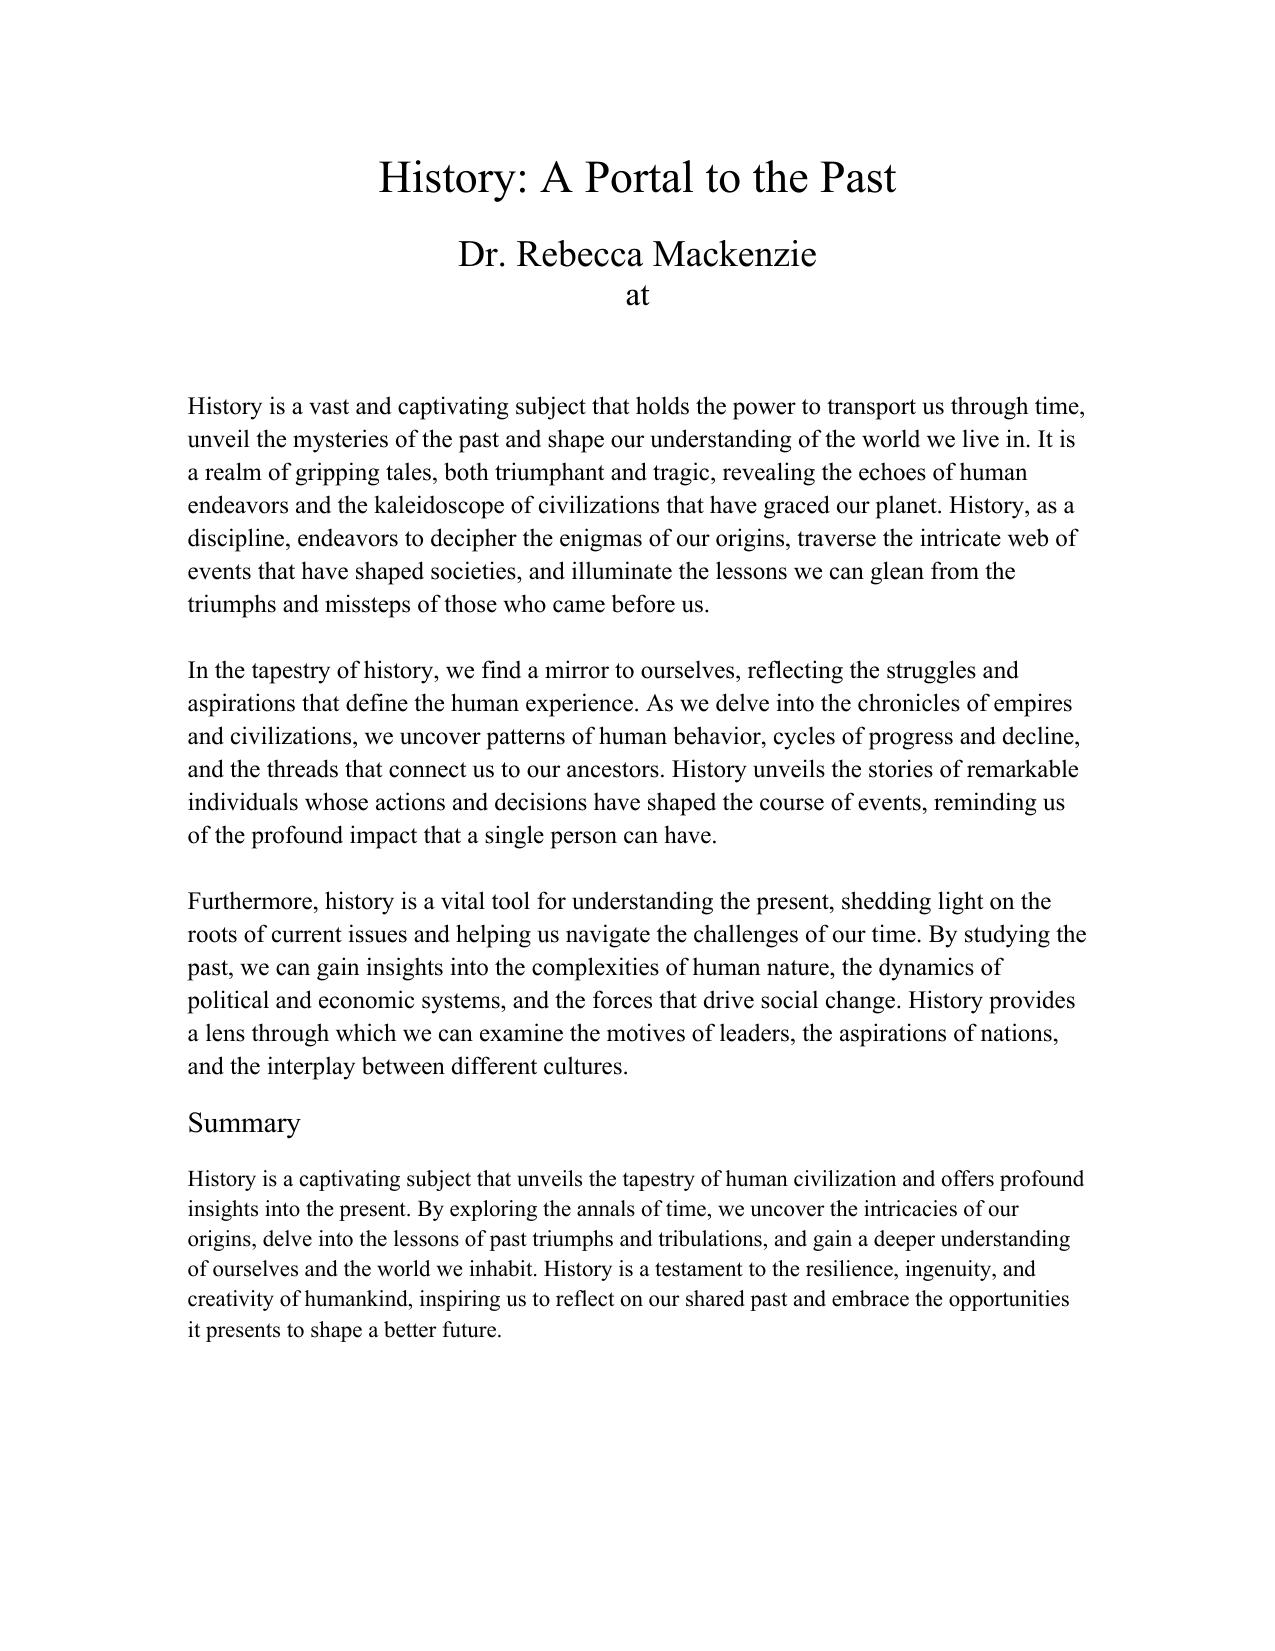 History: A Portal to the Past
Dr. Rebecca Mackenzie
at
History is a vast and captivating subject that holds the power to transport us through time,
unveil the mysteries of the past and shape our understanding of the world we live in. It is
a realm of gripping tales, both triumphant and tragic, revealing the echoes of human
endeavors and the kaleidoscope of civilizations that have graced our planet. History, as a
discipline, endeavors to decipher the enigmas of our origins, traverse the intricate web of
events that have shaped societies, and illuminate the lessons we can glean from the
triumphs and missteps of those who came before us.
In the tapestry of history, we find a mirror to ourselves, reflecting the struggles and
aspirations that define the human experience. As we delve into the chronicles of empires
and civilizations, we uncover patterns of human behavior, cycles of progress and decline,
and the threads that connect us to our ancestors. History unveils the stories of remarkable
individuals whose actions and decisions have shaped the course of events, reminding us
of the profound impact that a single person can have.
Furthermore, history is a vital tool for understanding the present, shedding light on the
roots of current issues and helping us navigate the challenges of our time. By studying the
past, we can gain insights into the complexities of human nature, the dynamics of
political and economic systems, and the forces that drive social change. History provides
a lens through which we can examine the motives of leaders, the aspirations of nations,
and the interplay between different cultures.
Summary
History is a captivating subject that unveils the tapestry of human civilization and offers profound
insights into the present. By exploring the annals of time, we uncover the intricacies of our
origins, delve into the lessons of past triumphs and tribulations, and gain a deeper understanding
of ourselves and the world we inhabit. History is a testament to the resilience, ingenuity, and
creativity of humankind, inspiring us to reflect on our shared past and embrace the opportunities
it presents to shape a better future.